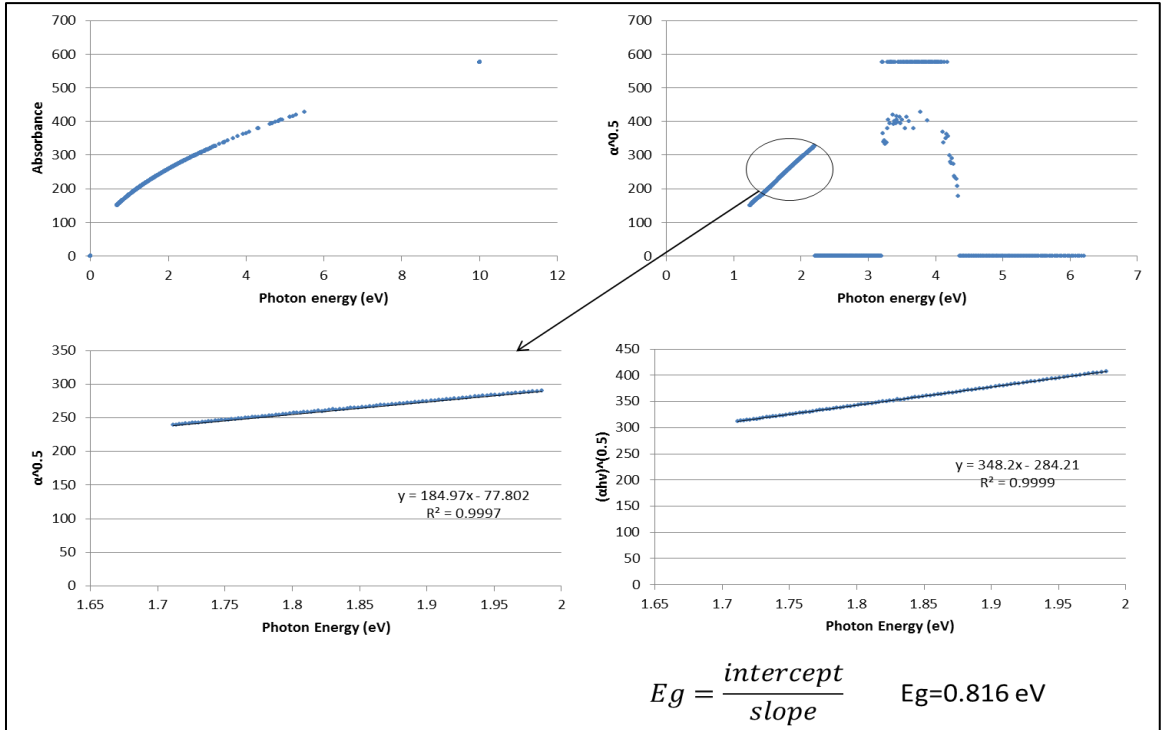 700
600
500
400
300
200
100
0
Absorbance
0 2 4 6 8 10 12
Photon energy (eV)
700
600
500
400
300
200
100
0
α^0.5
0 1 2 3 4 5 6 7
Photon energy (eV)
350
300
250
200
150
100
50
0
α^0.5
y = 184.97x - 77.802
R² = 0.9997
1.65 1.7 1.75 1.8 1.85 1.9 1.95 2
Photon Energy (eV)
450
400
350
300
250
200
150
100
50
0
(αhv)^(0.5)
y = 348.2x - 284.21
R² = 0.9999
1.65 1.7 1.75 1.8 1.85 1.9 1.95 2
Photon Energy (eV)
Eg = intercept / slope Eg=0.816 eV